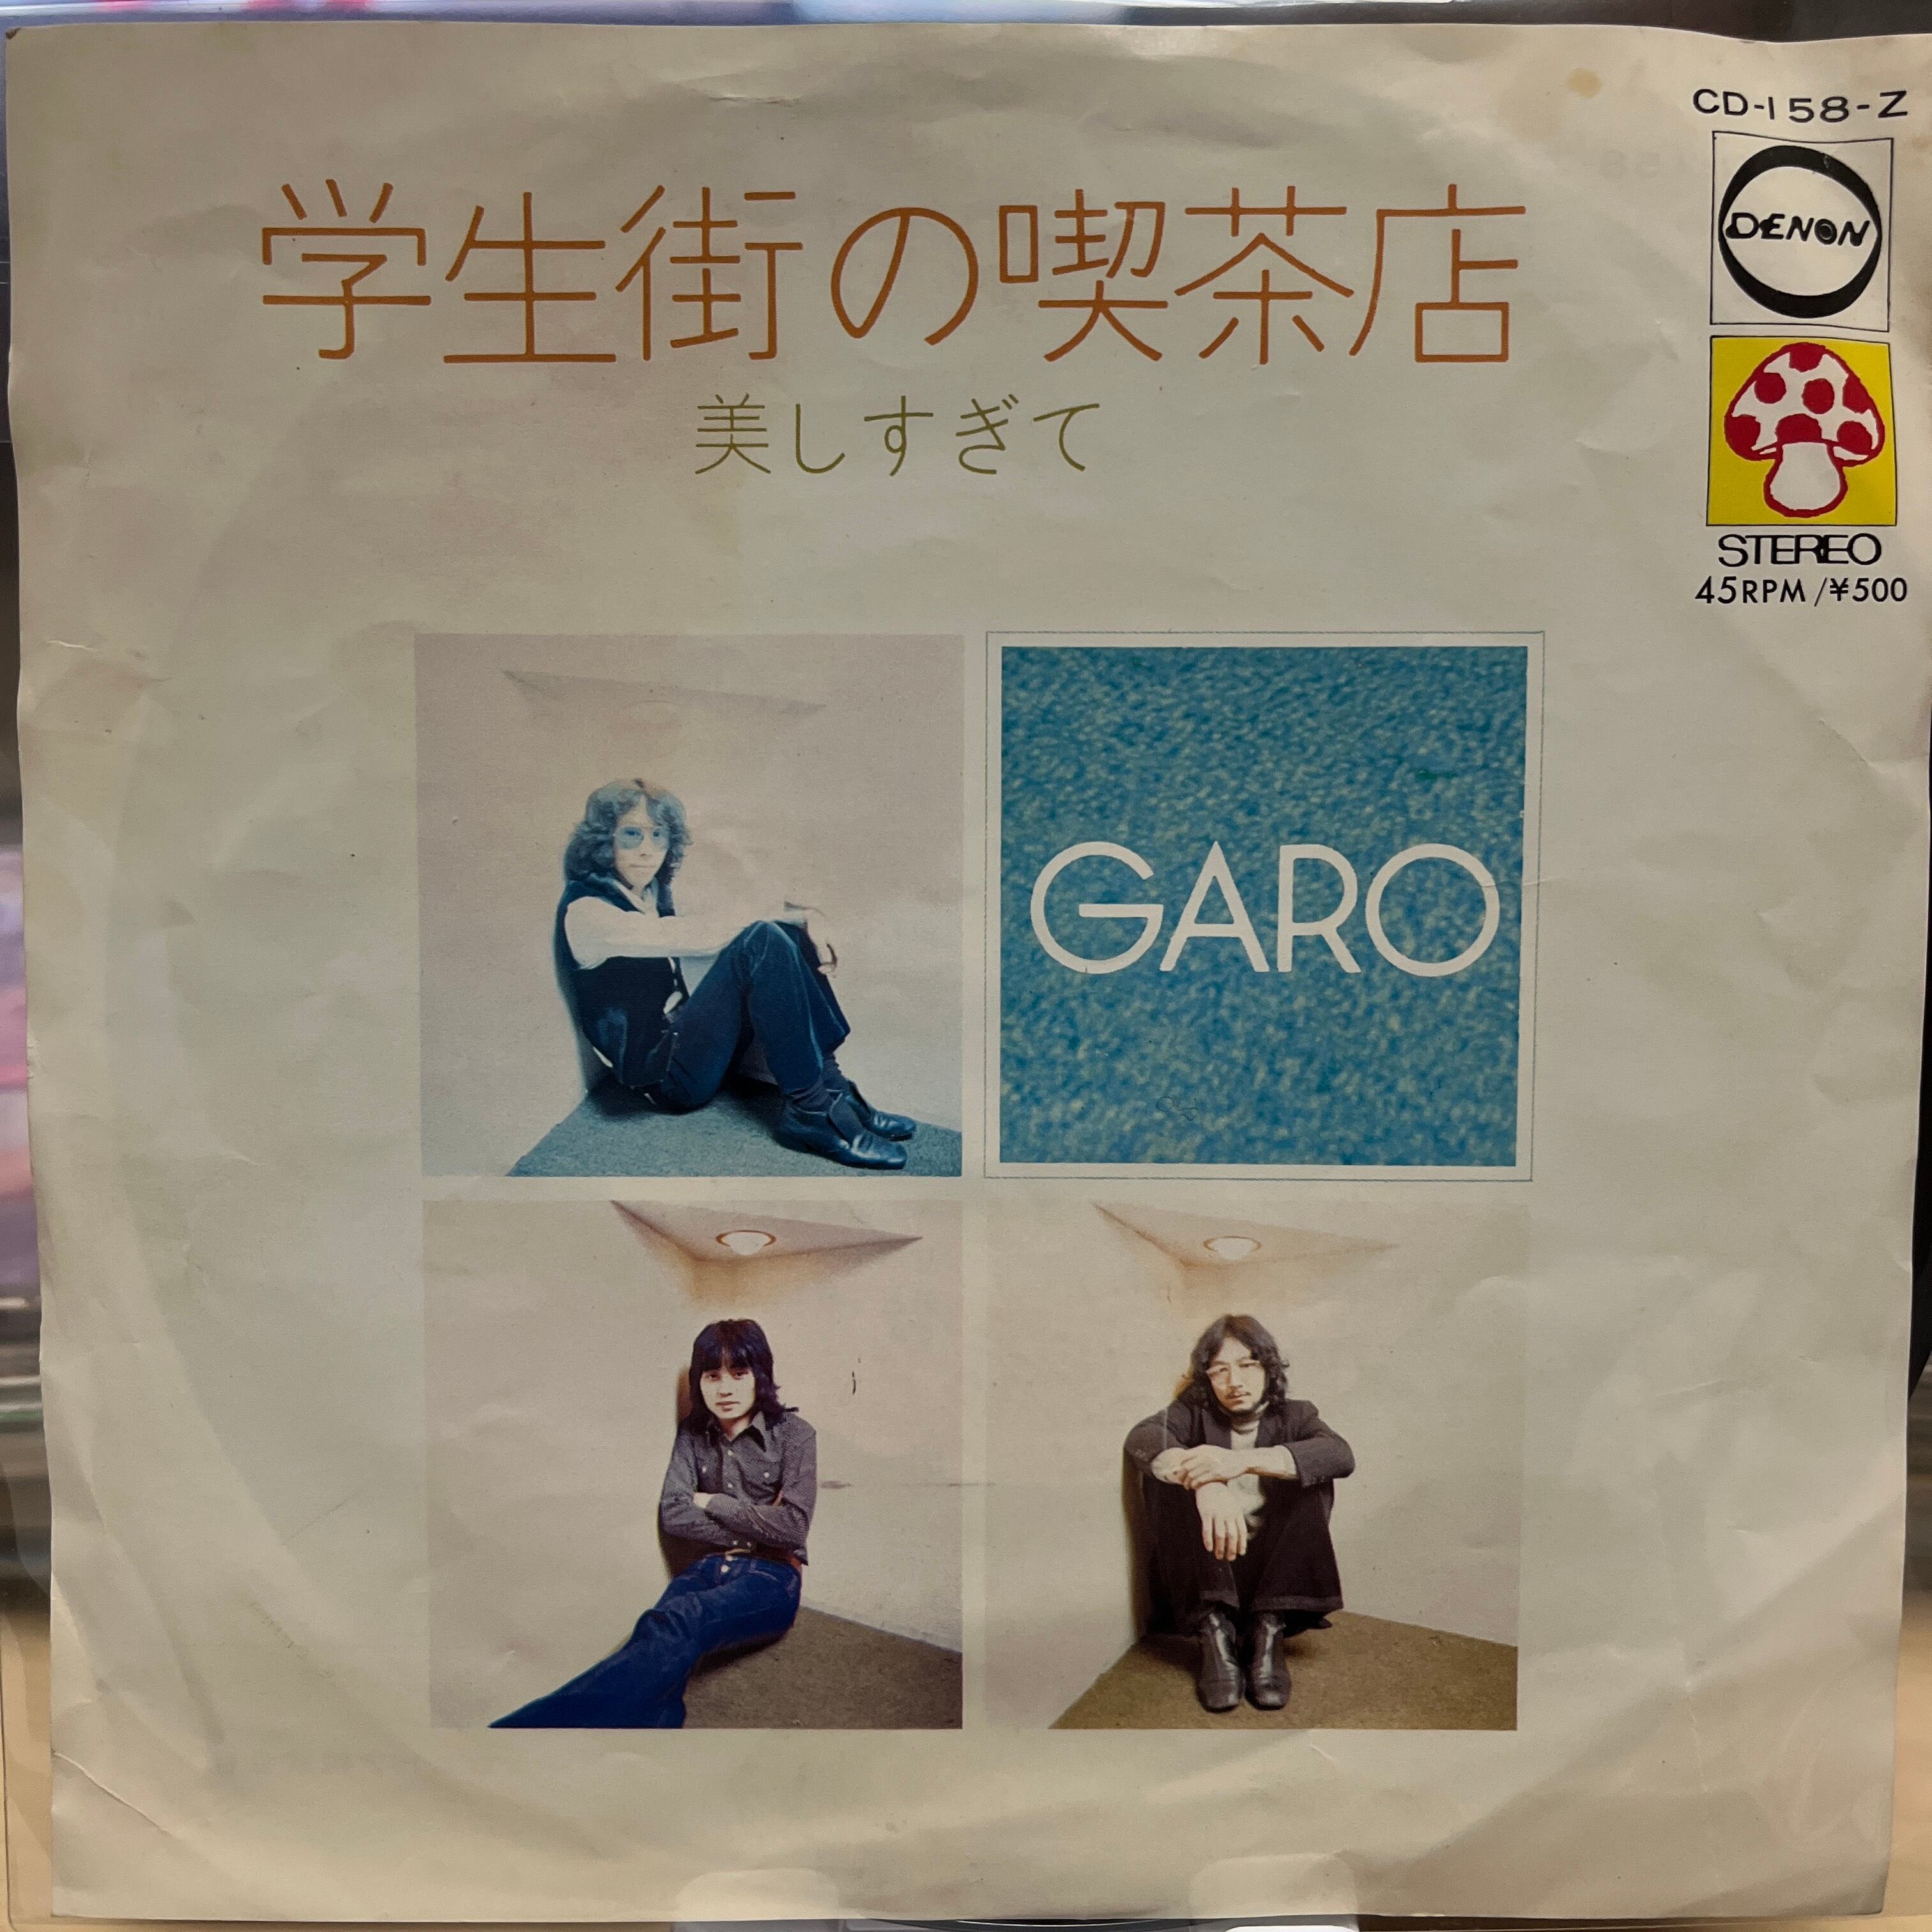 CD-158-Z
DENON
学生街の喫茶店
美しすぎて
STEREO
45RPM/¥500
GARO